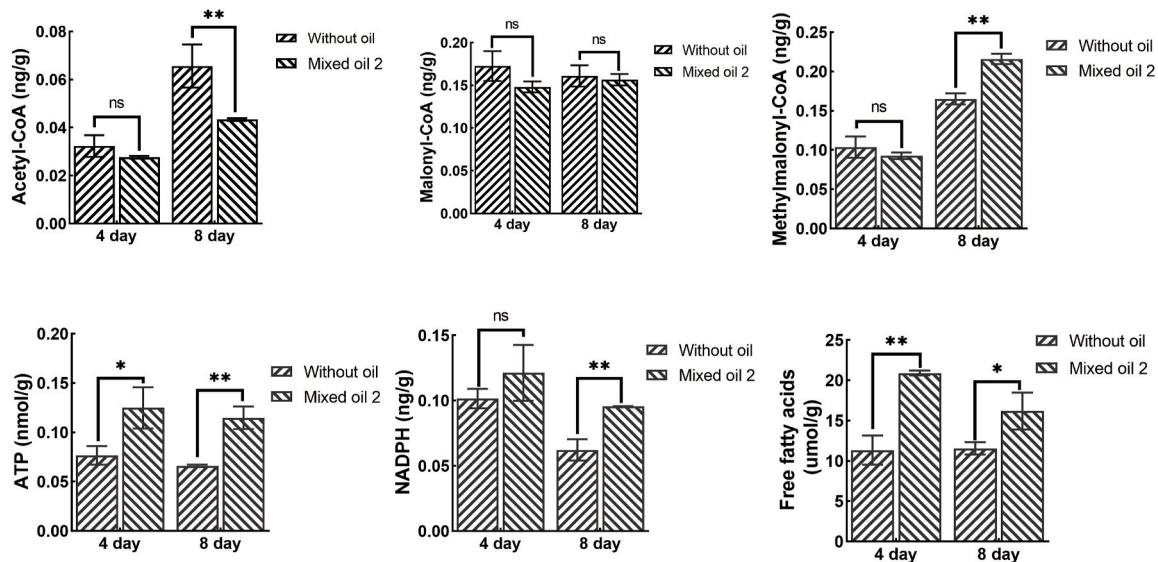 Acetyl-CoA (ng/g)
0.08
0.06
0.04
0.02
0.00
ns
**
4 day
8 day
Without oil
Mixed oil 2
Malonyl-CoA (ng/g)
0.20
0.15
0.10
0.05
0.00
ns
ns
4 day
8 day
Without oil
Mixed oil 2
Methylmalonyl-CoA (ng/g)
0.25
0.20
0.15
0.10
0.05
0.00
ns
**
4 day
8 day
Without oil
Mixed oil 2
ATP (nmol/g)
0.20
0.15
0.10
0.05
0.00
*
**
4 day
8 day
Without oil
Mixed oil 2
NADPH (ng/g)
0.15
0.10
0.05
0.00
ns
**
4 day
8 day
Without oil
Mixed oil 2
Free fatty acids
(umol/g)
25
20
15
10
5
0
**
*
4 day
8 day
Without oil
Mixed oil 2